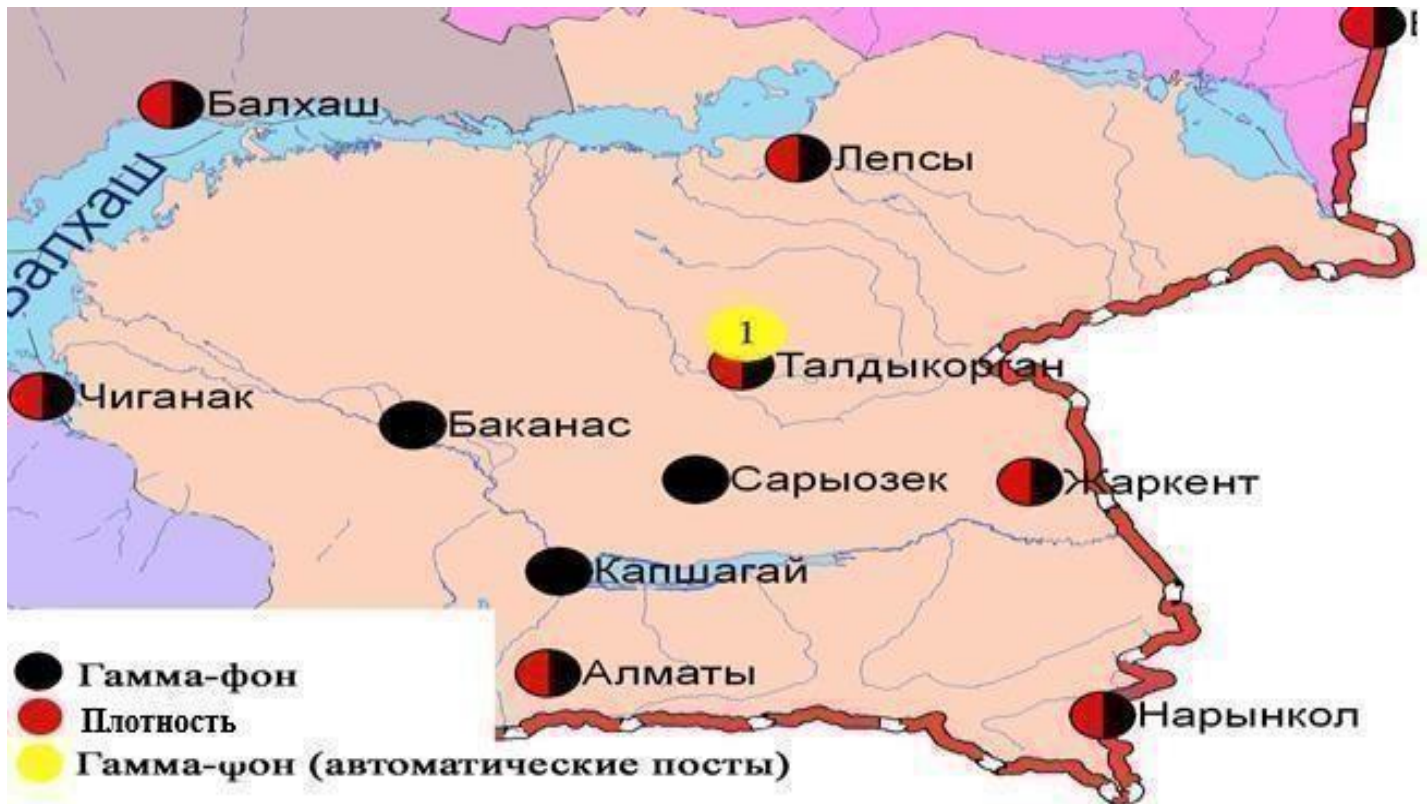 Балхаш
Лепсы
Балхаш
1
Талдыкорган
Чиганак
Баканас
Сарыозек
Жаркент
Капшагай
Алматы
Нарынкол
Гамма-фон
Плотность
Гамма-фон (автоматические посты)